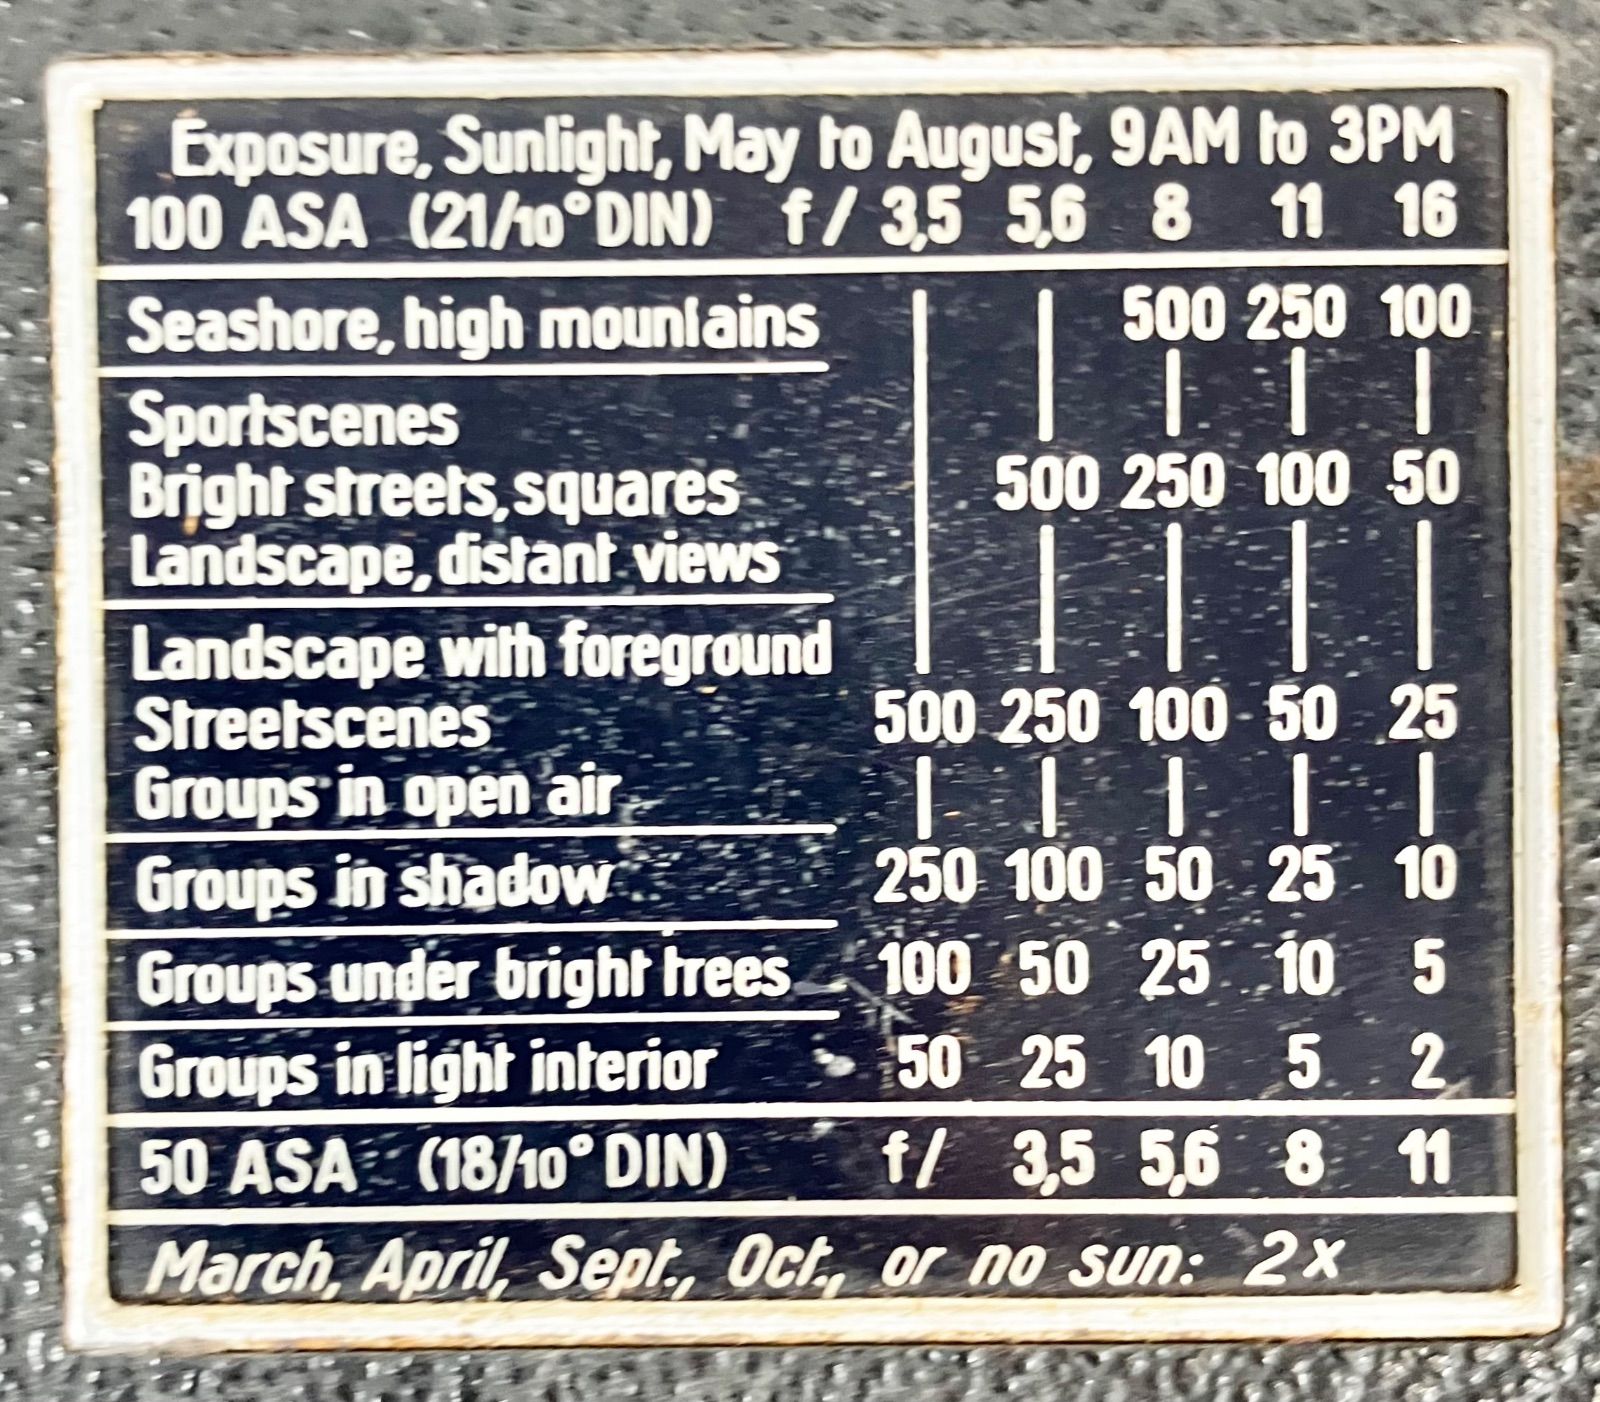 Exposure, Sunlight, May to August, 9AM to 3PM
100 ASA (21/10° DIN) f/ 3,5 5,6 8 11 16
Seashore, high mountains 500 250 100
Sportscenes
Bright streets, squares 500 250 100 50
Landscape, distant views
Landscape with foreground
Streetscenes 500 250 100 50 25
Groups in open air
Groups in shadow 250 100 50 25 10
Groups under bright trees 100 50 25 10 5
Groups in light interior 50 25 10 5 2
50 ASA (18/10° DIN) f/ 3,5 5,6 8 11
March, April, Sept., Oct., or no sun: 2x